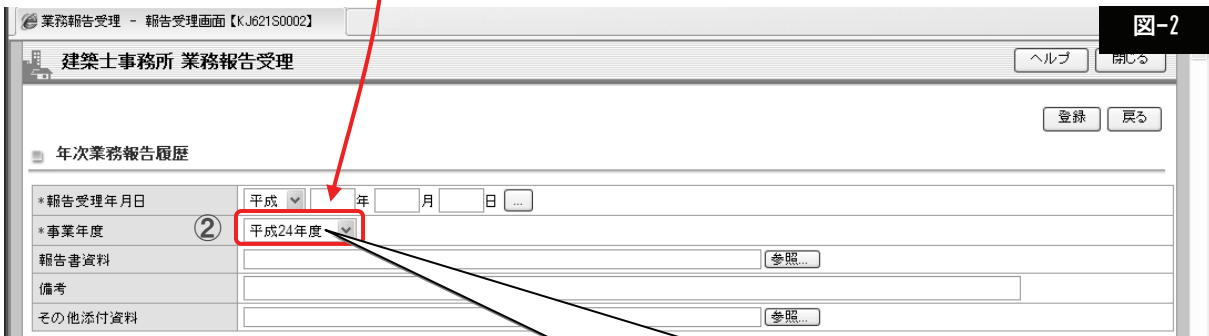 業務報告受理 - 報告受理画面【KJ621S0002】
図-2
建築士事務所 業務報告受理
ヘルプ 閉じる
登録 戻る
年次業務報告履歴
*報告受理年月日 平成 年 月 日 ...
*事業年度 ② 平成24年度
報告書資料 参照...
備考
その他添付資料 参照...